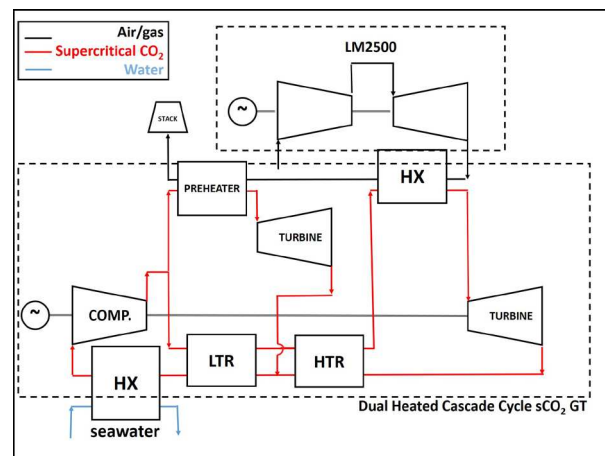 Air/gas
Supercritical CO₂
Water
LM2500
~
STACK
PREHEATER
HX
TURBINE
~
COMP.
TURBINE
LTR
HTR
HX
seawater
Dual Heated Cascade Cycle sCO₂ GT